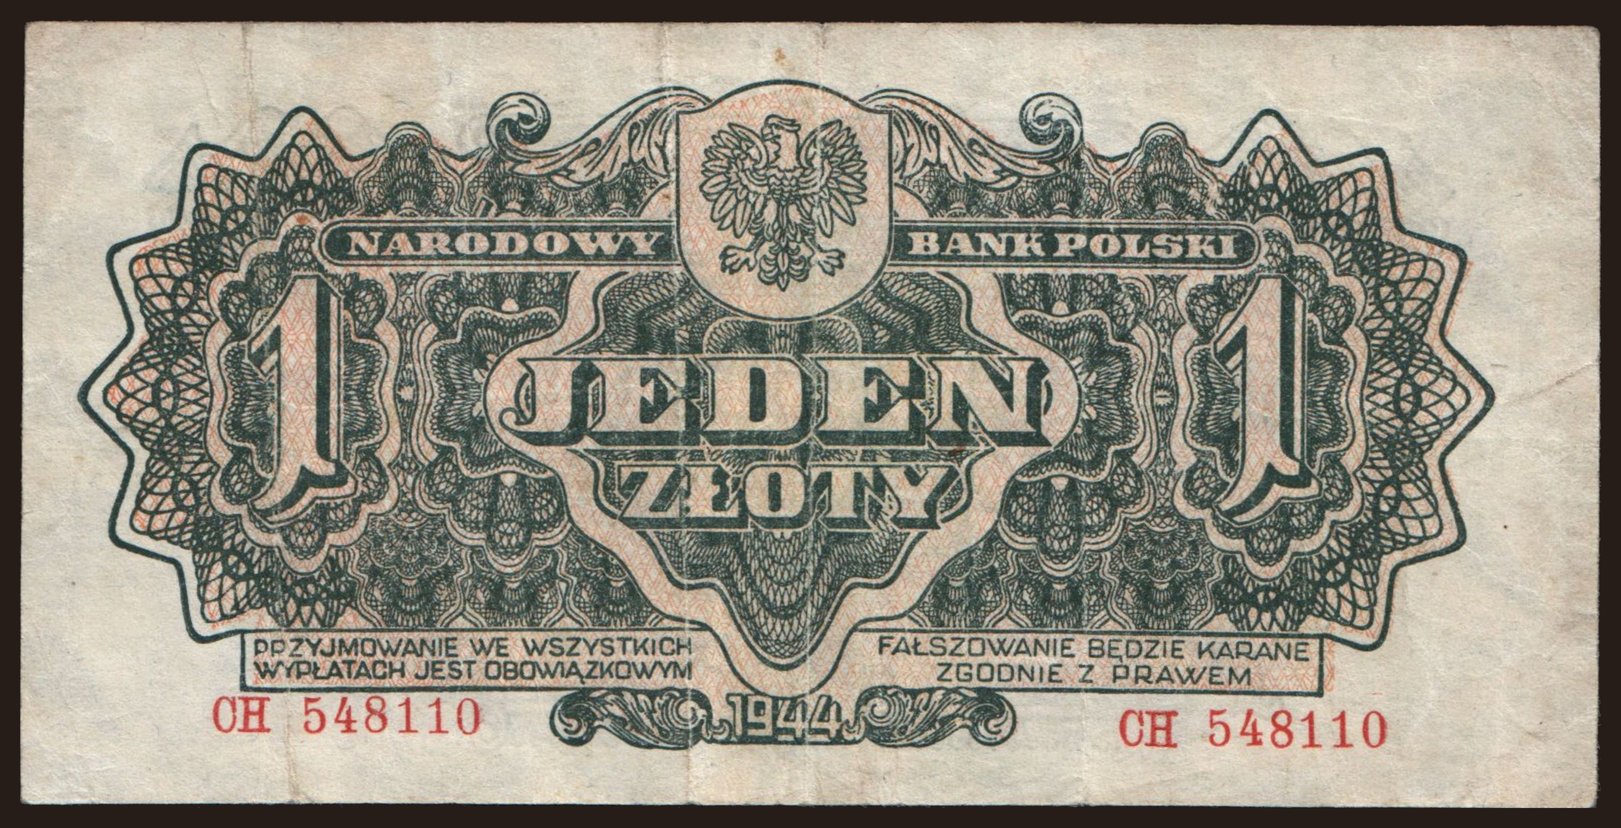 NARODOWY BANK POLSKI
1 1
JEDEN
ZŁOTY
PRZYJMOWANIE WE WSZYSTKICH
WYPŁATACH JEST OBOWIĄZKOWYM
FAŁSZOWANIE BĘDZIE KARANE
ZGODNIE Z PRAWEM
CH 548110
1944
CH 548110